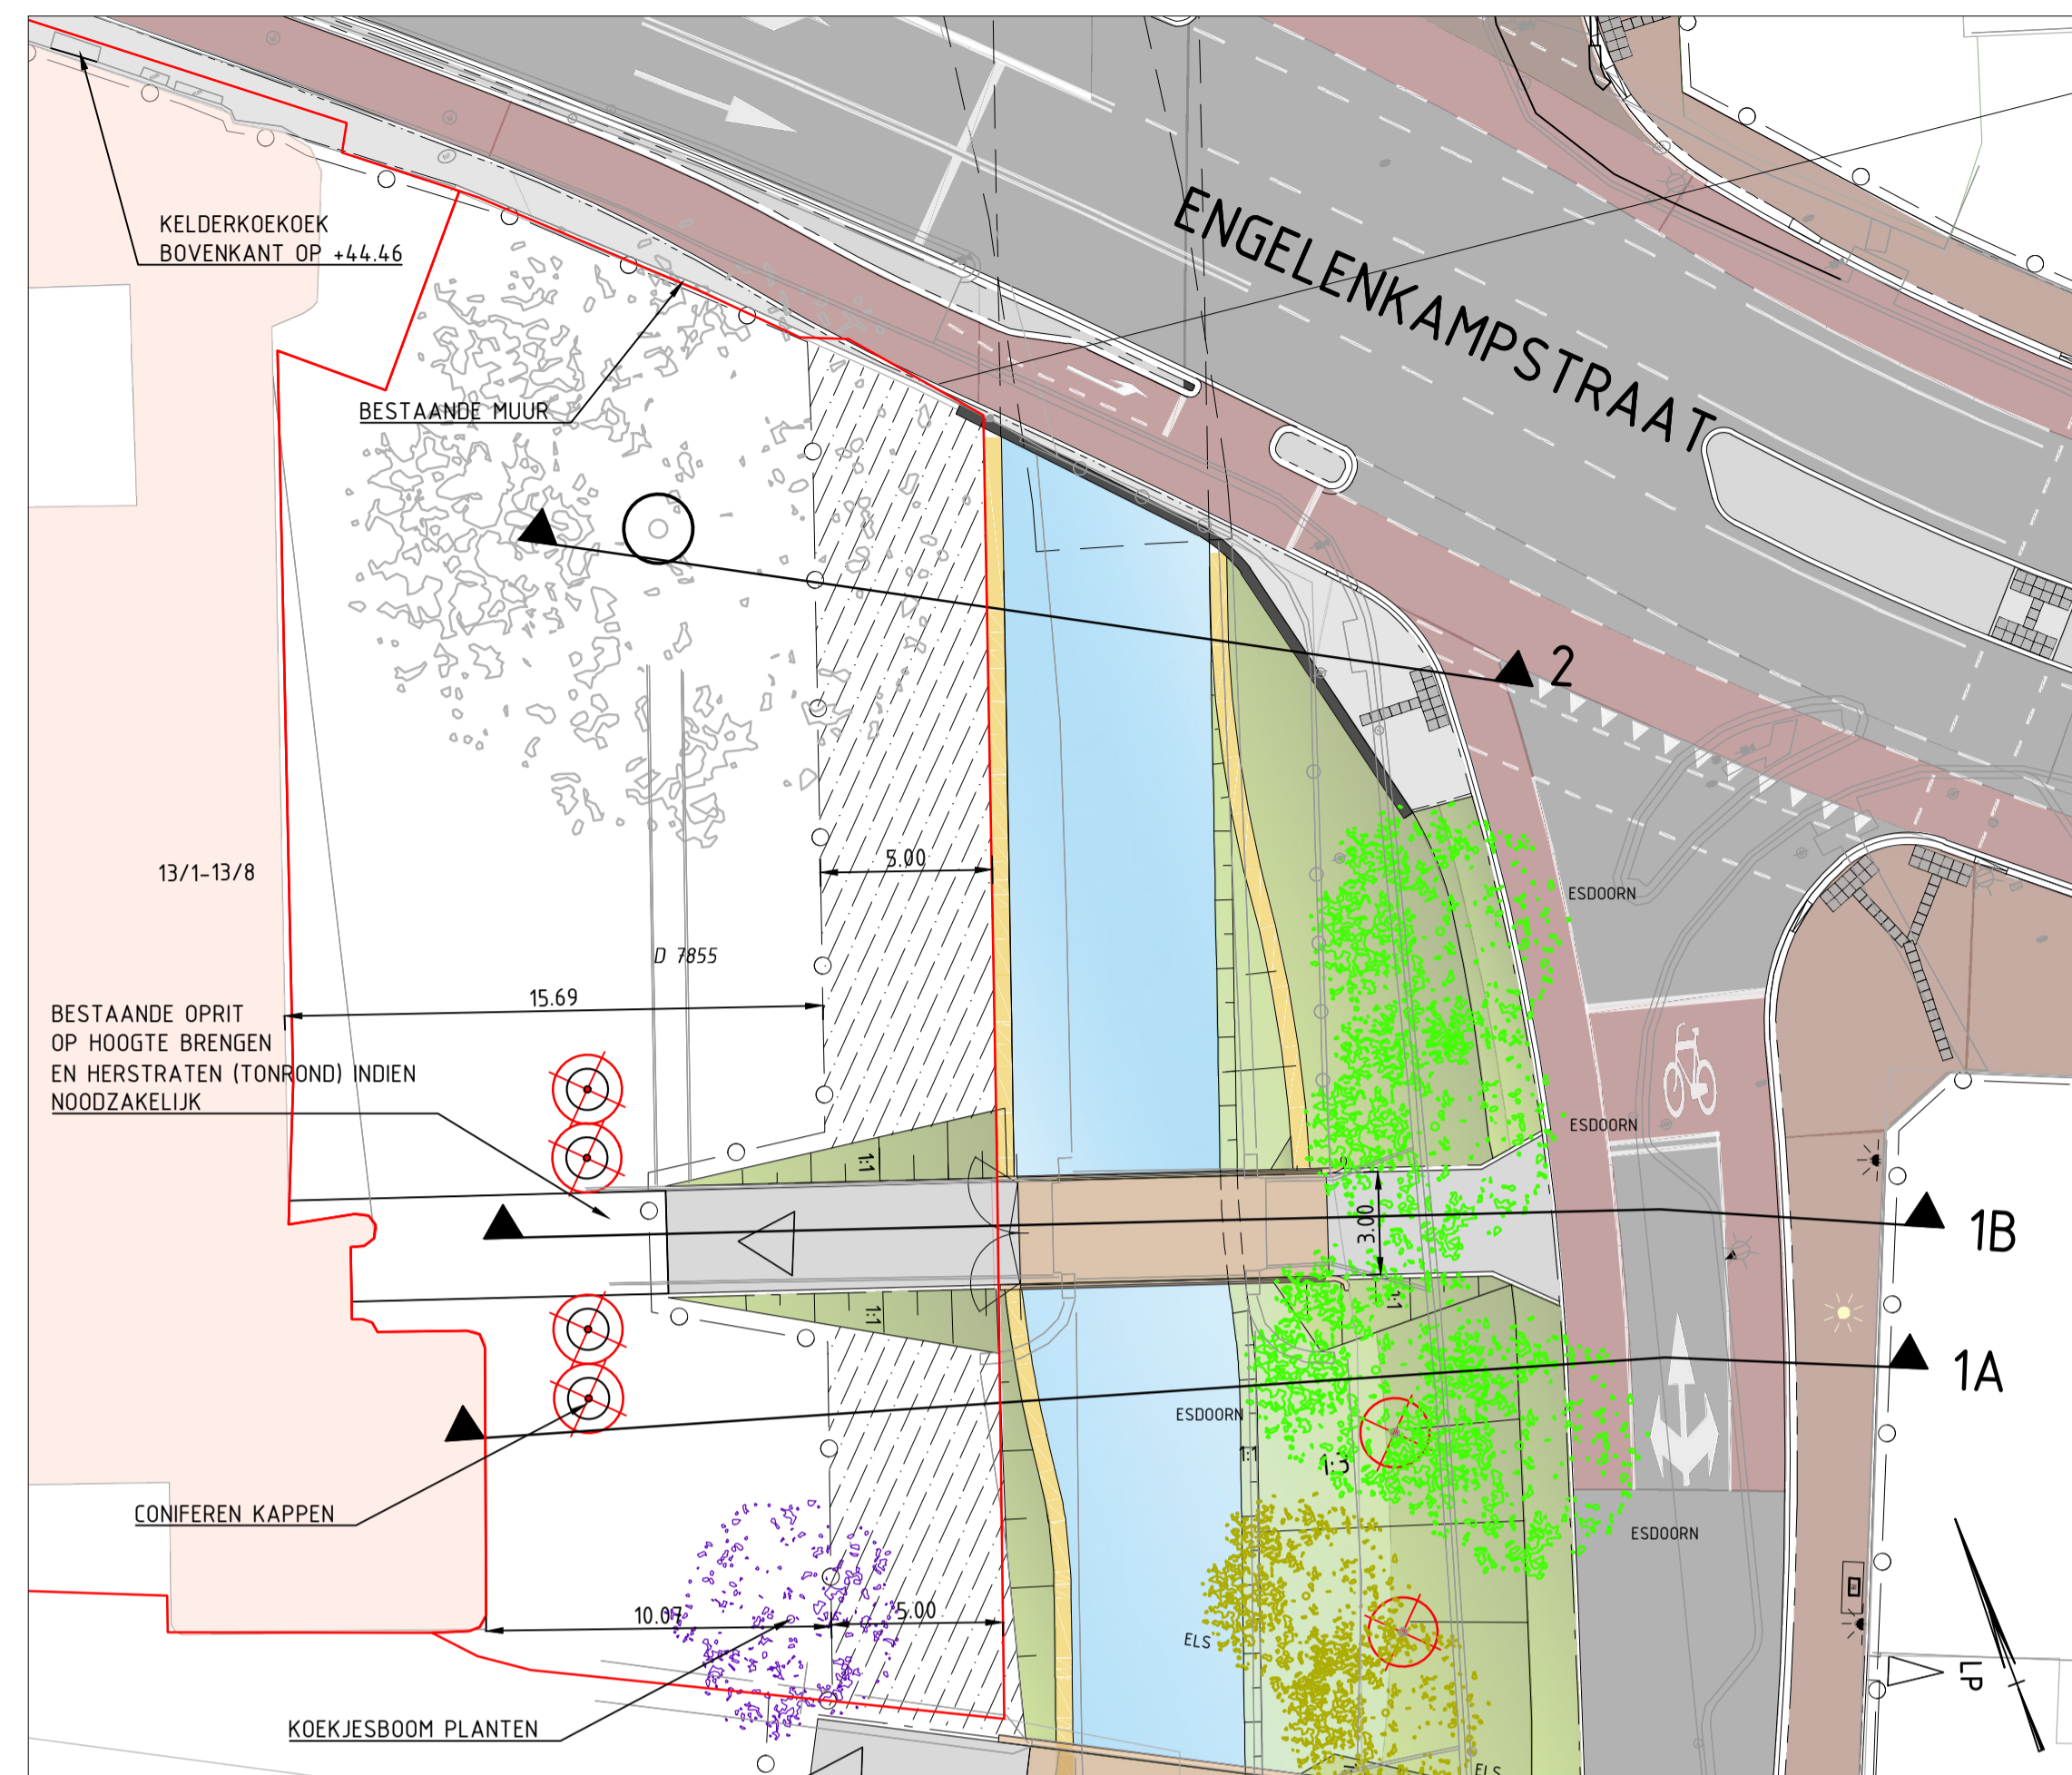 KELDERKOEKOEK
BOVENKANT OP +44.46
ENGELENKAMPSTRAAT
BESTAANDE MUUR
2
5.00
13/1-13/8
ESDOORN
D 7855
15.69
BESTAANDE OPRIT
OP HOOGTE BRENGEN
EN HERSTRATEN (TONROND) INDIEN
NOODZAKELIJK
ESDOORN
1:1
3.00
1B
1:1
1:1
1A
ESDOORN
1:1
1:3
CONIFEREN KAPPEN
ESDOORN
10.07
5.00
ELS
LP
KOEKJESBOOM PLANTEN
ELS